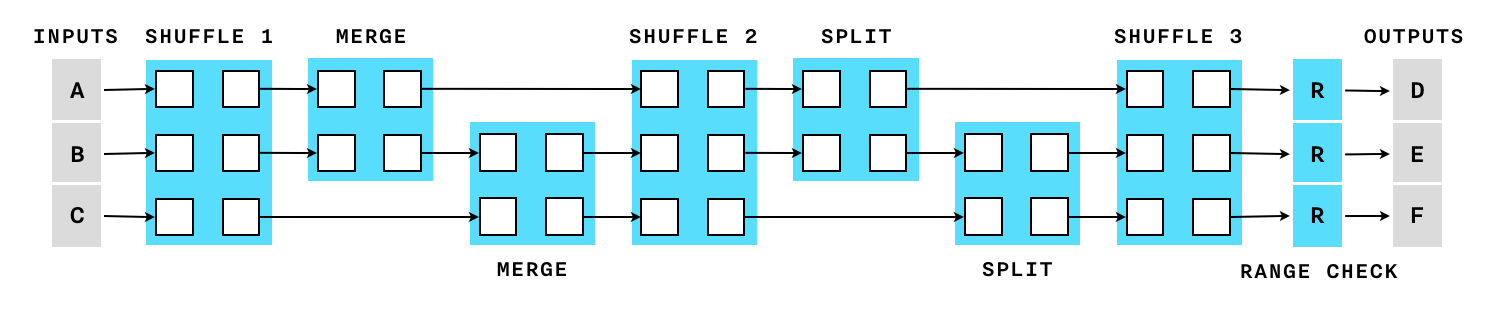 INPUTS SHUFFLE 1 MERGE SHUFFLE 2 SPLIT SHUFFLE 3 OUTPUTS
A R D
B R E
C R F
MERGE SPLIT RANGE CHECK